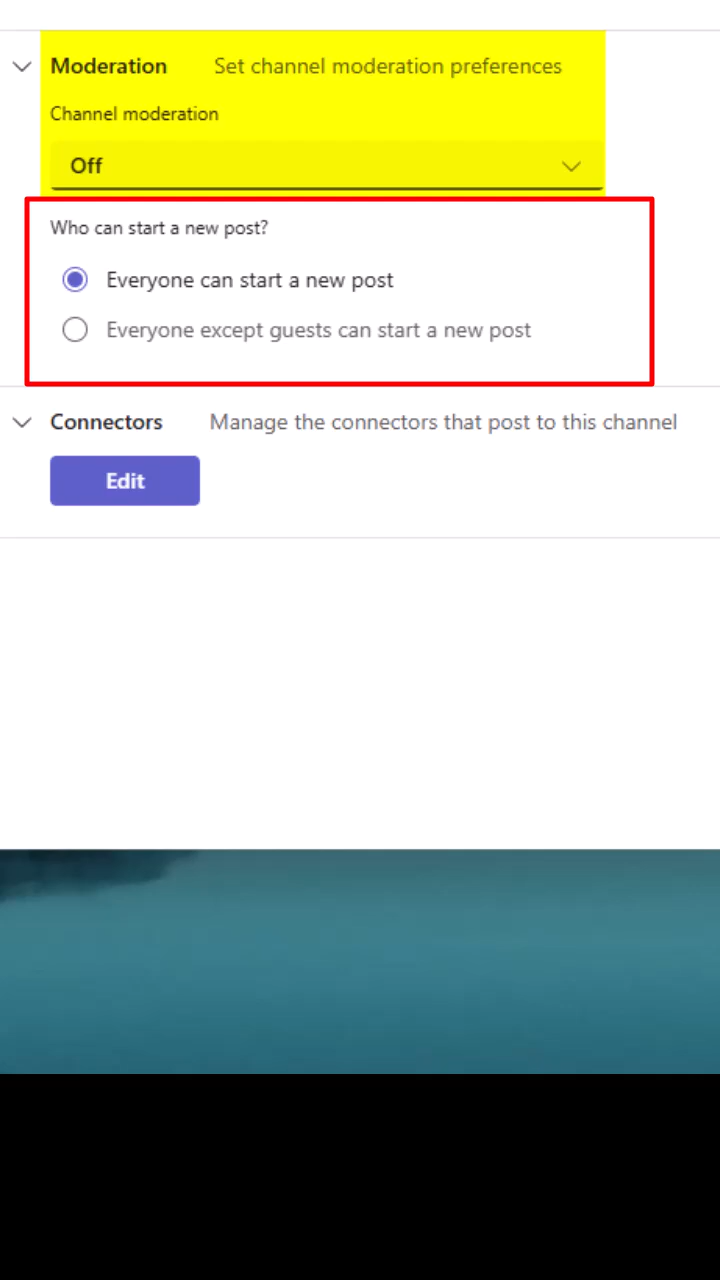 Moderation Set channel moderation preferences
Channel moderation
Off
Who can start a new post?
Everyone can start a new post
Everyone except guests can start a new post
Connectors Manage the connectors that post to this channel
Edit